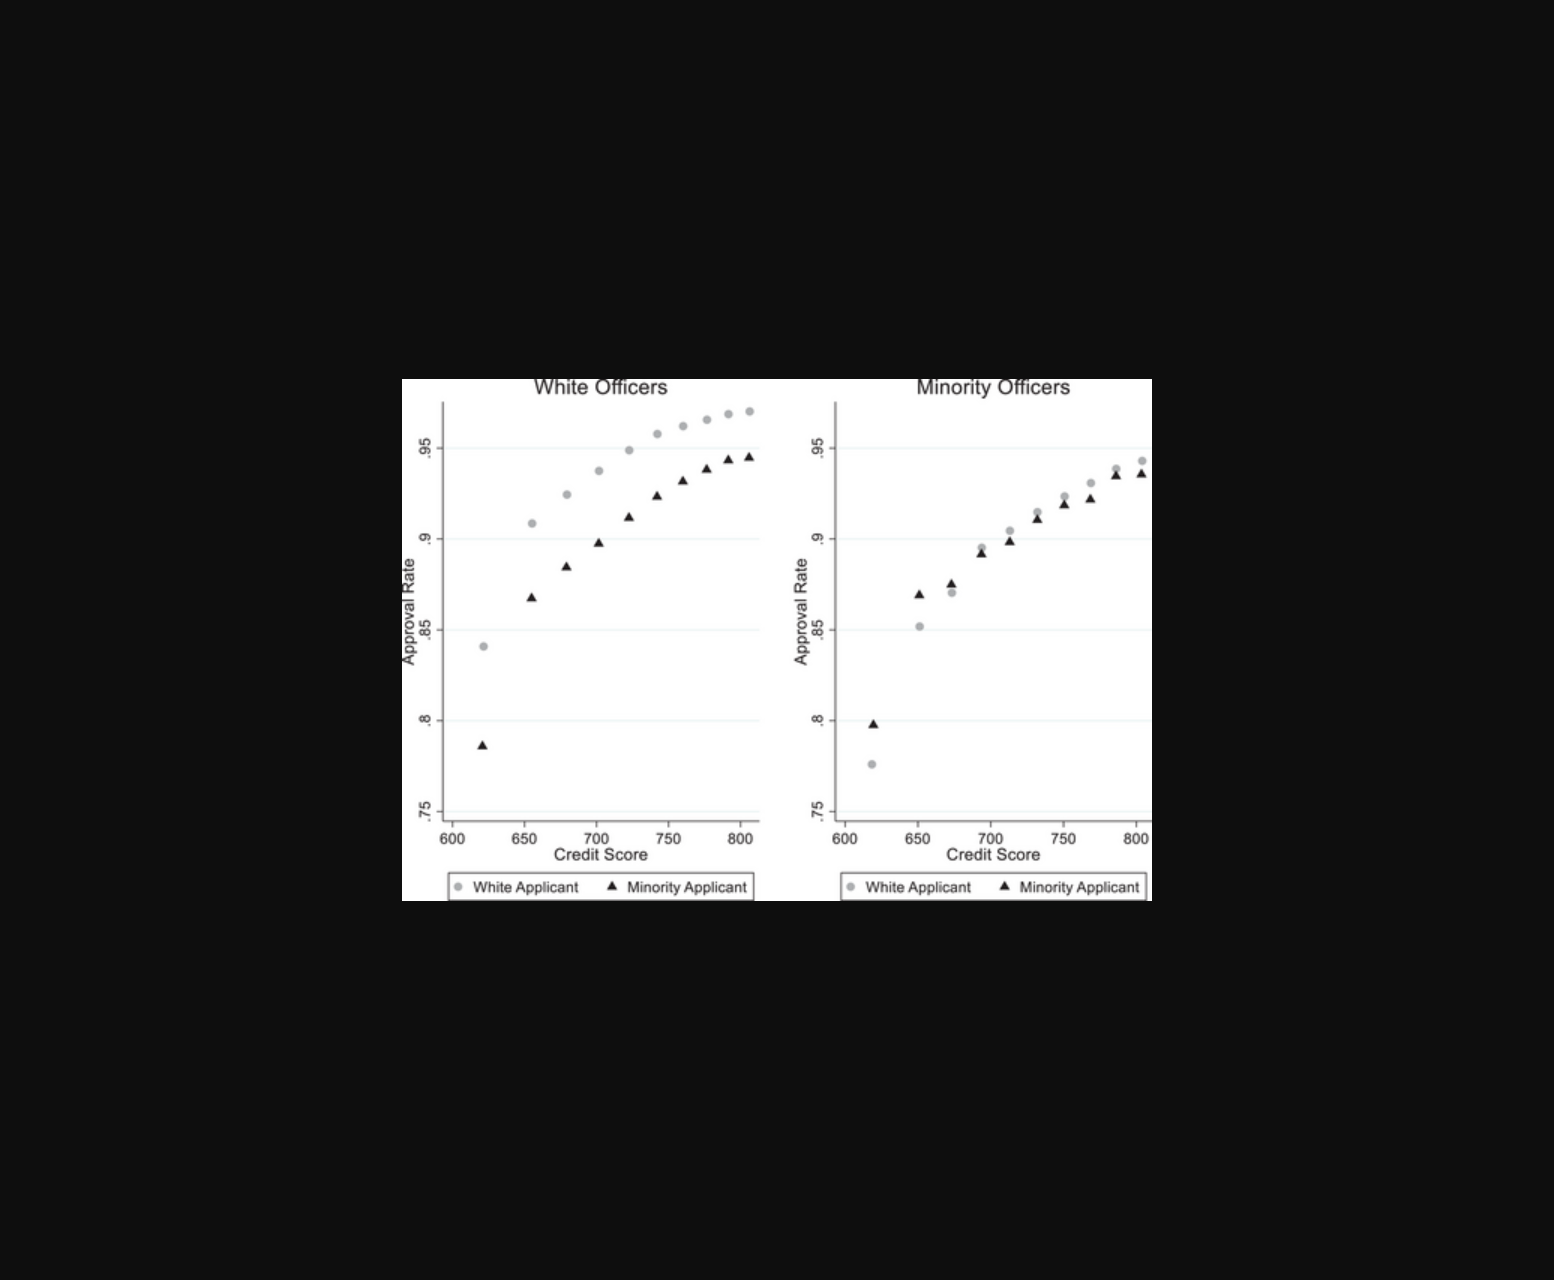 White Officers
.95
.9
.85
.8
.75
Approval Rate
600 650 700 750 800
Credit Score
White Applicant Minority Applicant
Minority Officers
.95
.9
.85
.8
.75
Approval Rate
600 650 700 750 800
Credit Score
White Applicant Minority Applicant